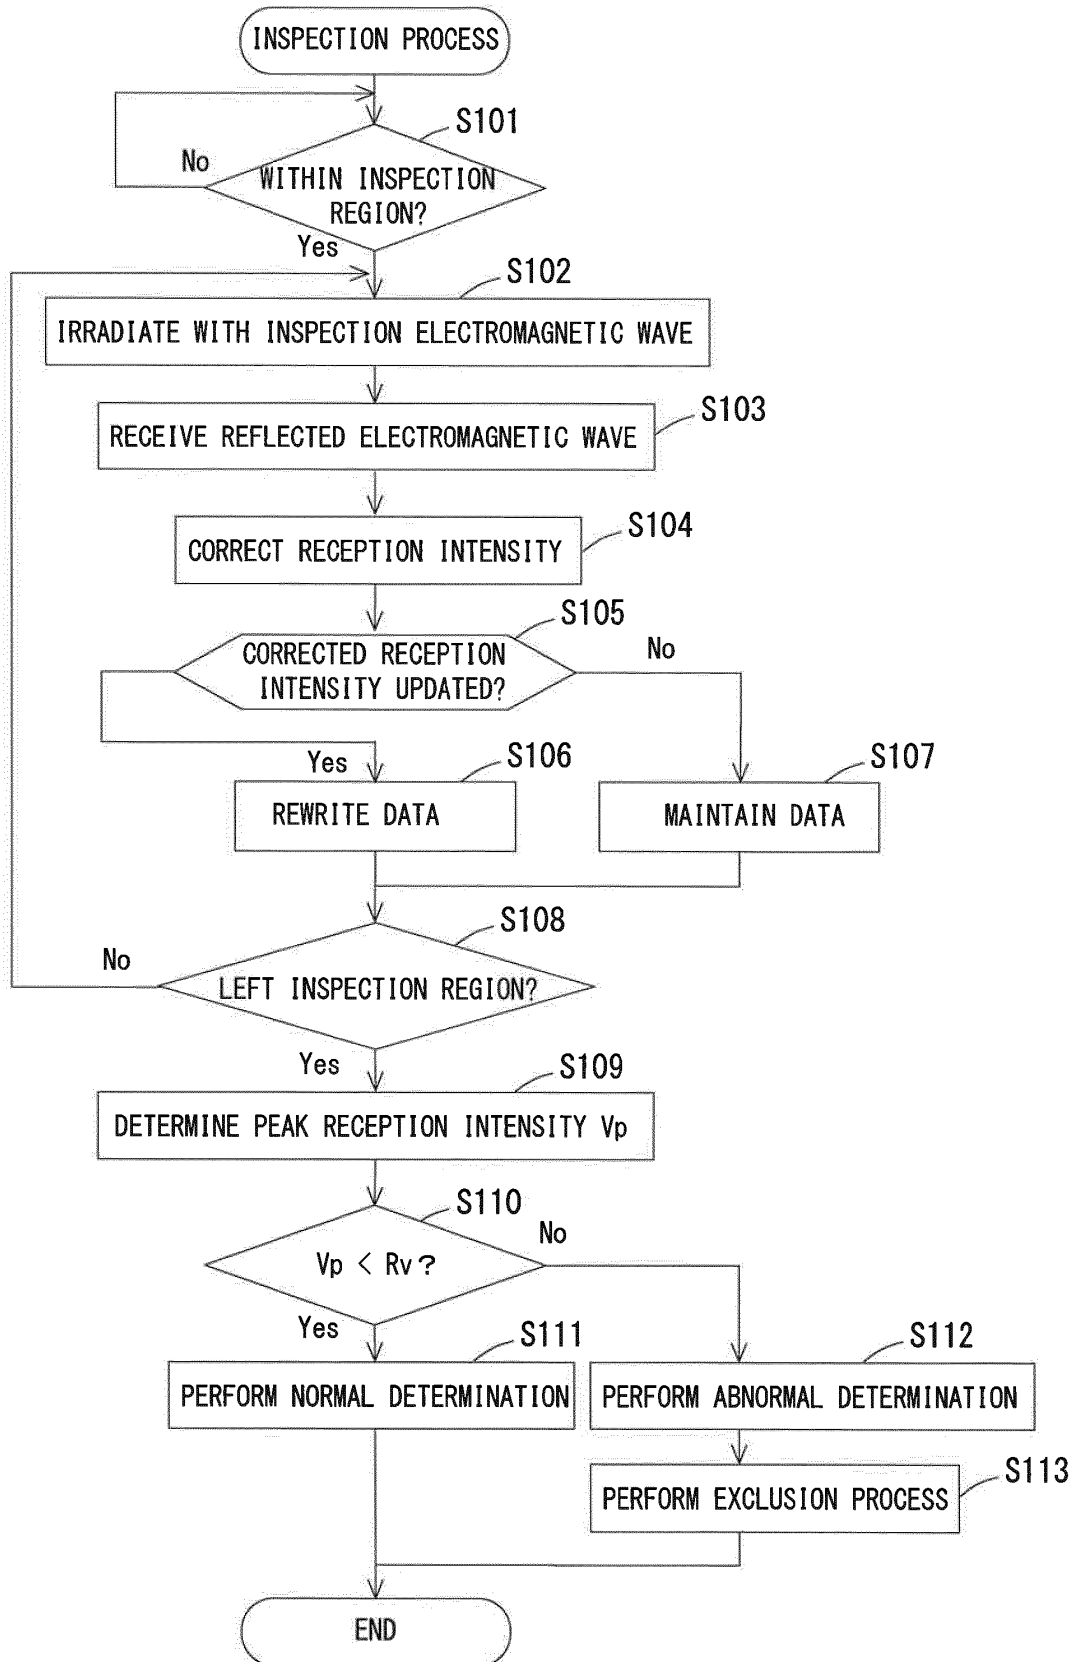 INSPECTION PROCESS
S101
No
WITHIN INSPECTION
REGION?
Yes
S102
IRRADIATE WITH INSPECTION ELECTROMAGNETIC WAVE
S103
RECEIVE REFLECTED ELECTROMAGNETIC WAVE
S104
CORRECT RECEPTION INTENSITY
S105
CORRECTED RECEPTION
INTENSITY UPDATED?
No
Yes
S106
S107
REWRITE DATA
MAINTAIN DATA
S108
No
LEFT INSPECTION REGION?
Yes
S109
DETERMINE PEAK RECEPTION INTENSITY Vp
S110
No
Vp < Rv?
Yes
S111
S112
PERFORM NORMAL DETERMINATION
PERFORM ABNORMAL DETERMINATION
S113
PERFORM EXCLUSION PROCESS
END